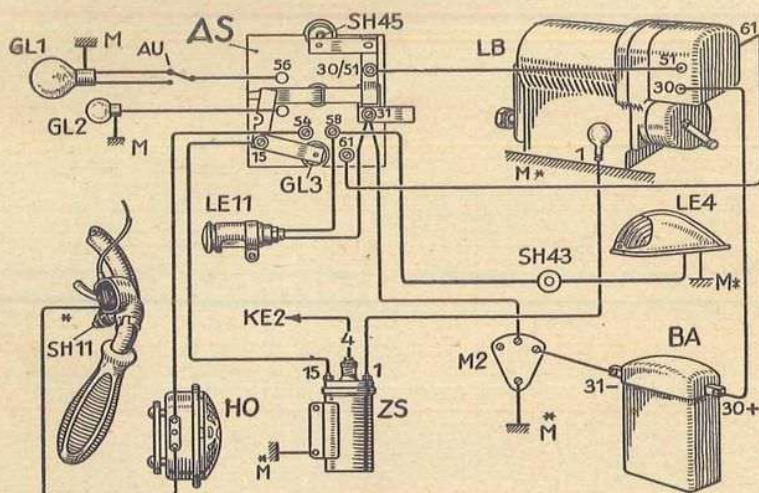 SH45
GL1
M
AU
ΔS
LB
61
56
30/51
51
30
GL2
M
54
58
31
15
61
1
GL3
M*
LE11
LE4
SH43
M*
*
SH11
KE2
4
M2
BA
15
1
31-
HO
ZS
30+
*
M
*
M